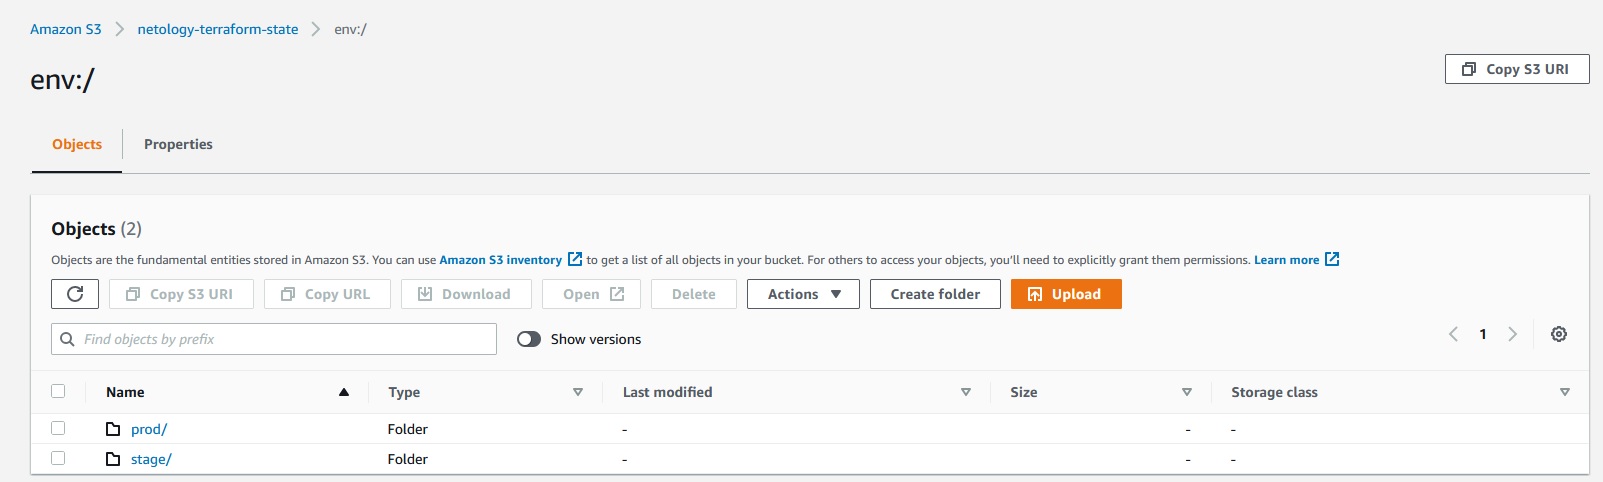 Amazon S3 > netology-terraform-state > env:/
env:/
Copy S3 URI
Objects Properties
Objects (2)
Objects are the fundamental entities stored in Amazon S3. You can use Amazon S3 inventory to get a list of all objects in your bucket. For others to access your objects, you'll need to explicitly grant them permissions. Learn more
Copy S3 URI Copy URL Download Open Delete Actions Create folder Upload
Find objects by prefix Show versions < 1 >
Name Type Last modified Size Storage class
prod/ Folder - - -
stage/ Folder - - -